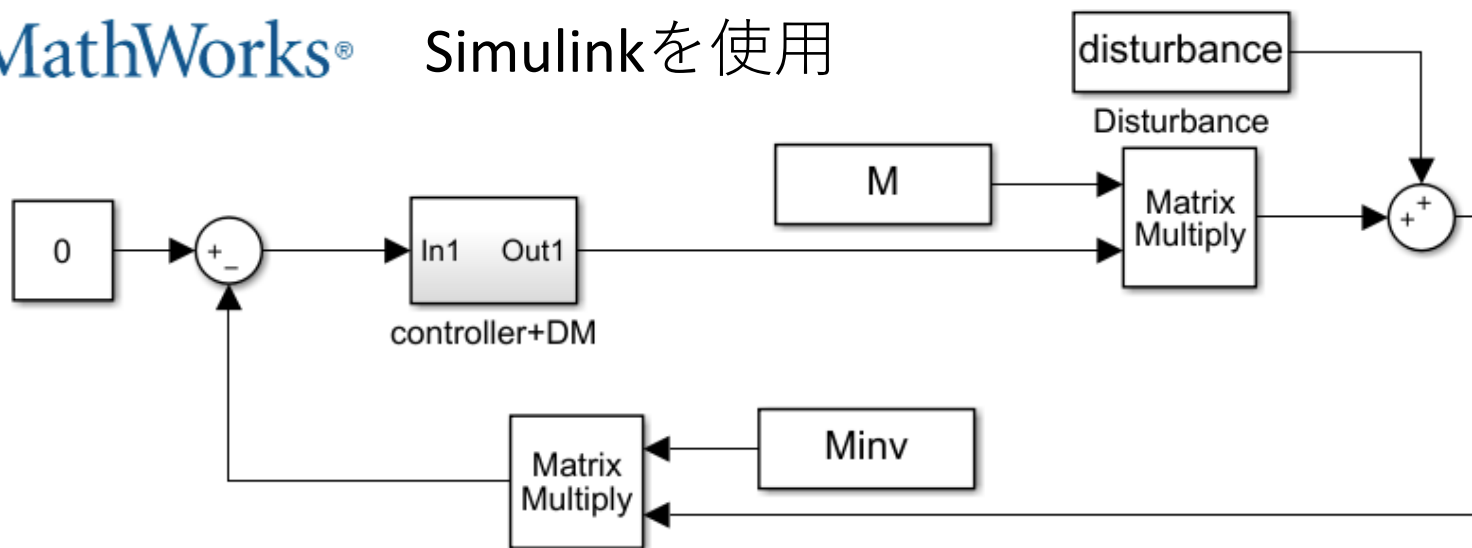 MathWorks® Simulinkを使用
disturbance
Disturbance
M
Matrix
Multiply
+
+
0
+
−
In1 Out1
controller+DM
Minv
Matrix
Multiply